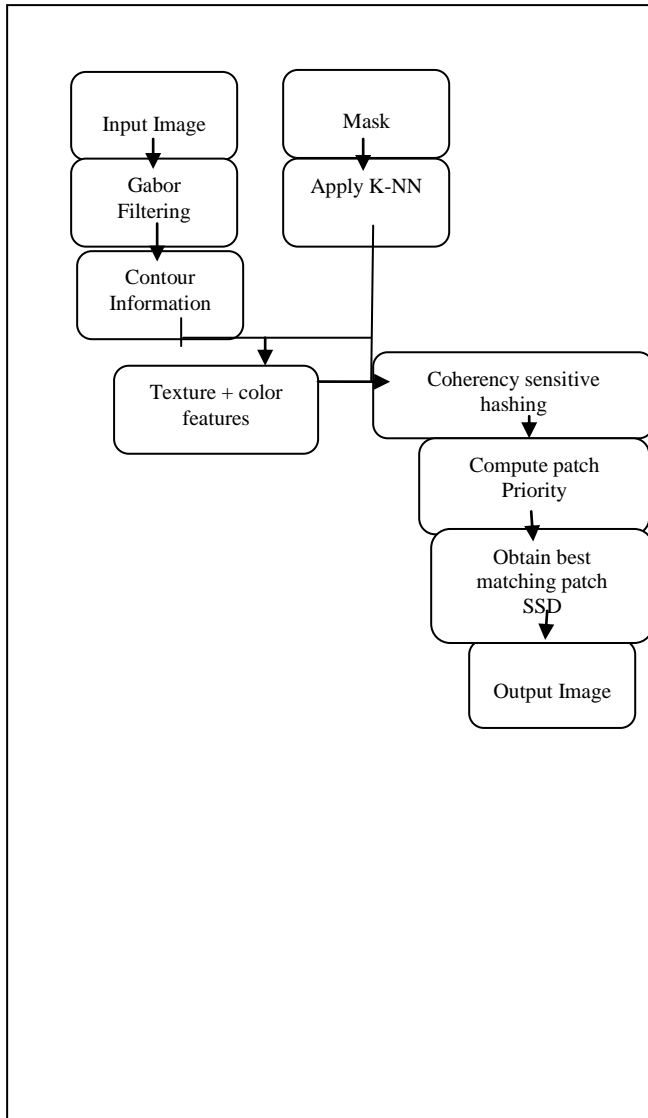 Input Image
Mask
Gabor
Filtering
Apply K-NN
Contour
Information
Texture + color
features
Coherency sensitive
hashing
Compute patch
Priority
Obtain best
matching patch
SSD
Output Image